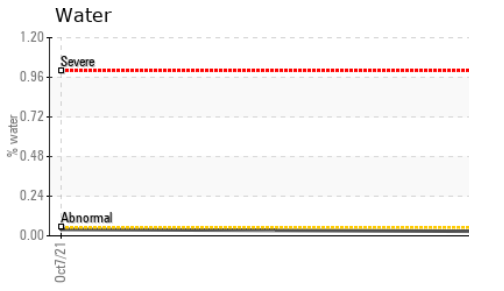 Water
1.20
Severe
0.96
0.72
% water
0.48
0.24
Abnormal
0.00
Oct7/21